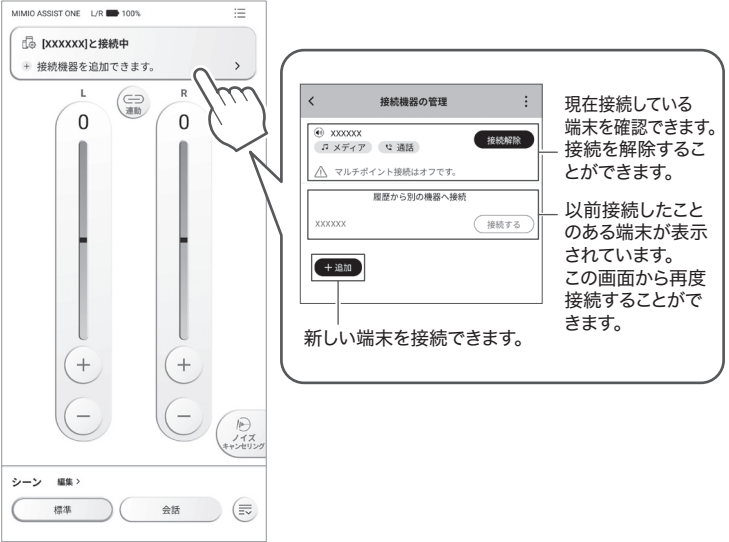 MIMIO ASSIST ONE L/R 100%
[XXXXXX]と接続中
+ 接続機器を追加できます。 >
L
R
連動
0
0
+
+
−
−
ノイズ
キャンセリング
シーン 編集 >
標準
会話
< 接続機器の管理
XXXXXX
メディア 通話
接続解除
マルチポイント接続はオフです。
履歴から別の機器へ接続
XXXXXX
接続する
+ 追加
新しい端末を接続できます。
現在接続している
端末を確認できます。
接続を解除するこ
とができます。
以前接続したこと
のある端末が表示
されています。
この画面から再度
接続することがで
きます。